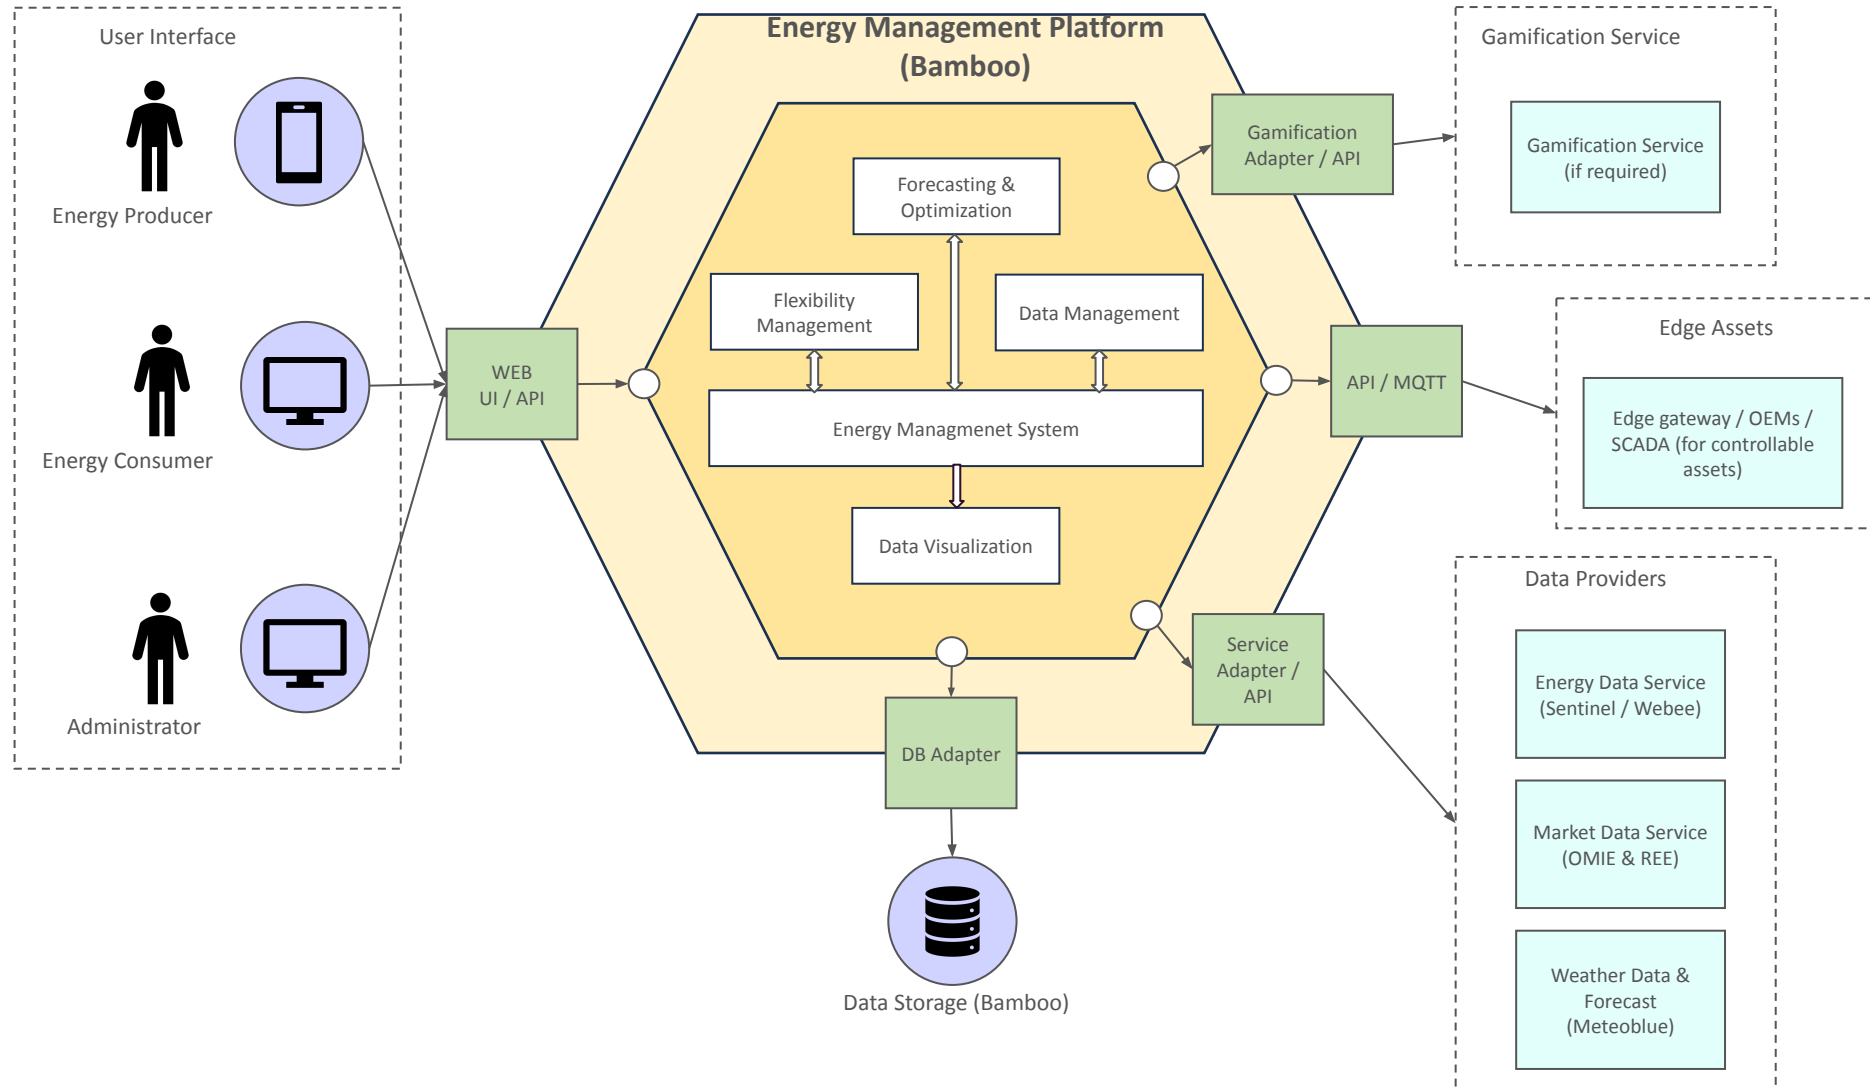 User Interface
Energy Producer
Energy Consumer
Administrator
WEB
UI / API
Energy Management Platform
(Bamboo)
Forecasting &
Optimization
Flexibility
Management
Data Management
Energy Managmenet System
Data Visualization
Gamification
Adapter / API
API / MQTT
Service
Adapter /
API
DB Adapter
Data Storage (Bamboo)
Gamification Service
Gamification Service
(if required)
Edge Assets
Edge gateway / OEMs /
SCADA (for controllable
assets)
Data Providers
Energy Data Service
(Sentinel / Webee)
Market Data Service
(OMIE & REE)
Weather Data &
Forecast
(Meteoblue)